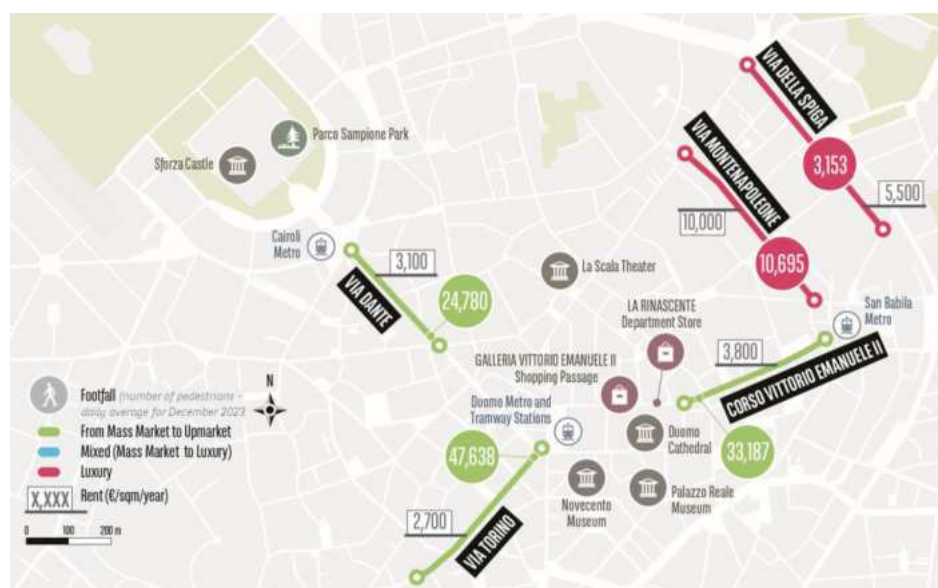 VIA DELLA SPIGA
3,153
5,500
VIA MONTENAPOLEONE
10,000
10,695
Parco Sampione Park
Sforza Castle
Cairoli
Metro
3,100
VIA DANTE
24,780
La Scala Theater
LA RINASCENTE
Department Store
San Babila
Metro
3,800
CORSO VITTORIO EMANUELE II
33,187
GALLERIA VITTORIO EMANUELE II
Shopping Passage
Duomo Metro and
Tramway Stations
Duomo
Cathedral
47,638
2,700
VIA TORINO
Novecento
Museum
Palazzo Reale
Museum
N
Footfall (number of pedestrians -
daily average for December 2023
From Mass Market to Upmarket
Mixed (Mass Market to Luxury)
Luxury
X,XXX Rent (€/sqm/year)
0 100 200 m